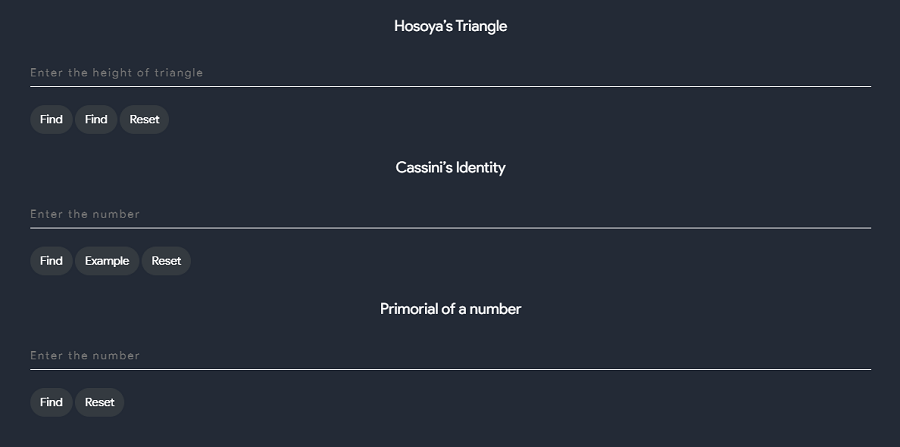 Hosoya's Triangle
Enter the height of triangle
Find Find Reset
Cassini's Identity
Enter the number
Find Example Reset
Primorial of a number
Enter the number
Find Reset